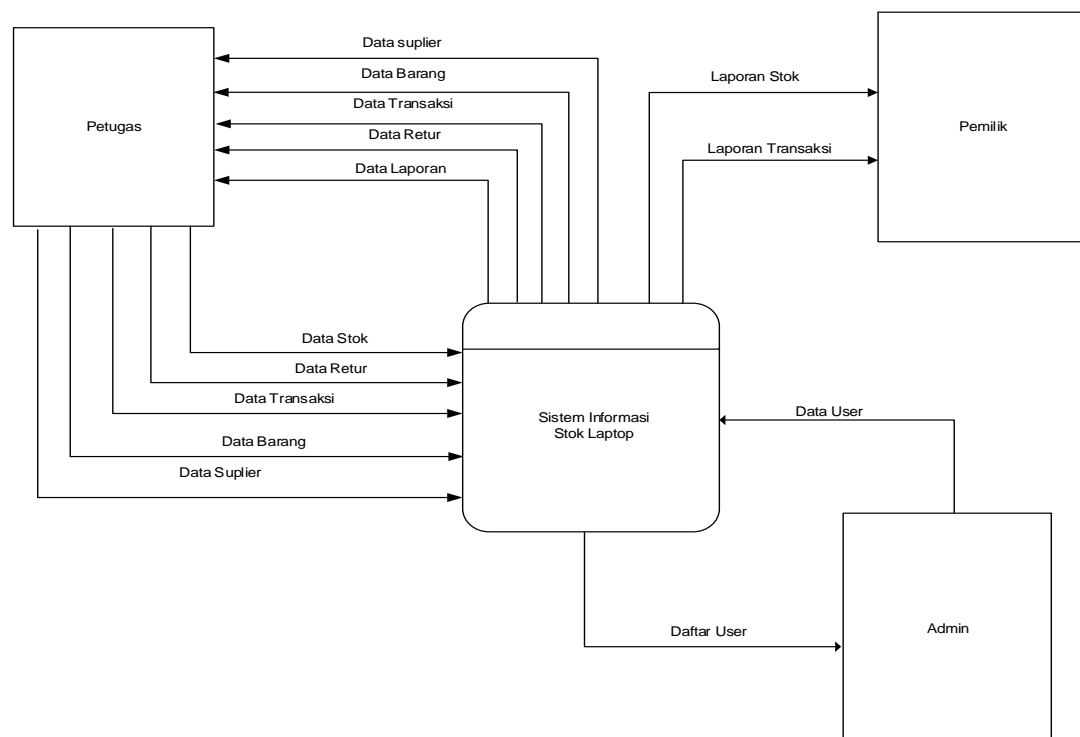 Data suplier
Data Barang
Data Transaksi
Data Retur
Data Laporan
Petugas
Laporan Stok
Laporan Transaksi
Pemilik
Data Stok
Data Retur
Data Transaksi
Data Barang
Data Suplier
Sistem Informasi
Stok Laptop
Data User
Daftar User
Admin